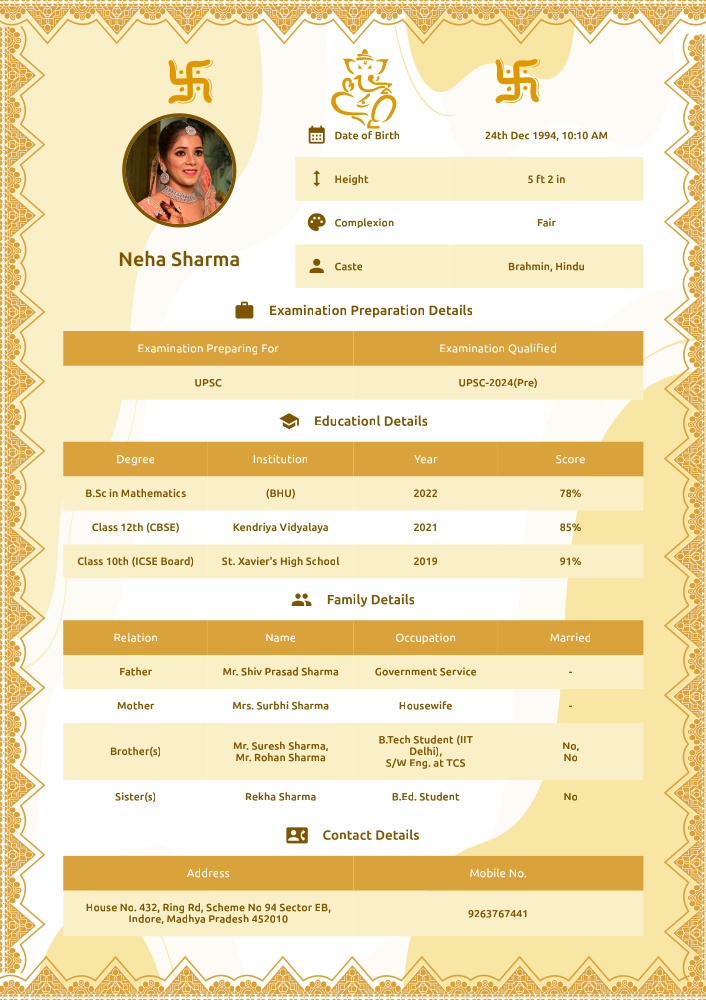 Date of Birth 24th Dec 1994, 10:10 AM
Height 5 ft 2 in
Complexion Fair
Caste Brahmin, Hindu
Neha Sharma
Examination Preparation Details
Examination Preparing For Examination Qualified
UPSC UPSC-2024(Pre)
Educationl Details
Degree Institution Year Score
B.Sc in Mathematics (BHU) 2022 78%
Class 12th (CBSE) Kendriya Vidyalaya 2021 85%
Class 10th (ICSE Board) St. Xavier's High School 2019 91%
Family Details
Relation Name Occupation Married
Father Mr. Shiv Prasad Sharma Government Service -
Mother Mrs. Surbhi Sharma Housewife -
Brother(s) Mr. Suresh Sharma,
Mr. Rohan Sharma B.Tech Student (IIT
Delhi),
S/W Eng. at TCS No,
No
Sister(s) Rekha Sharma B.Ed. Student No
Contact Details
Address Mobile No.
House No. 432, Ring Rd, Scheme No 94 Sector EB,
Indore, Madhya Pradesh 452010 9263767441